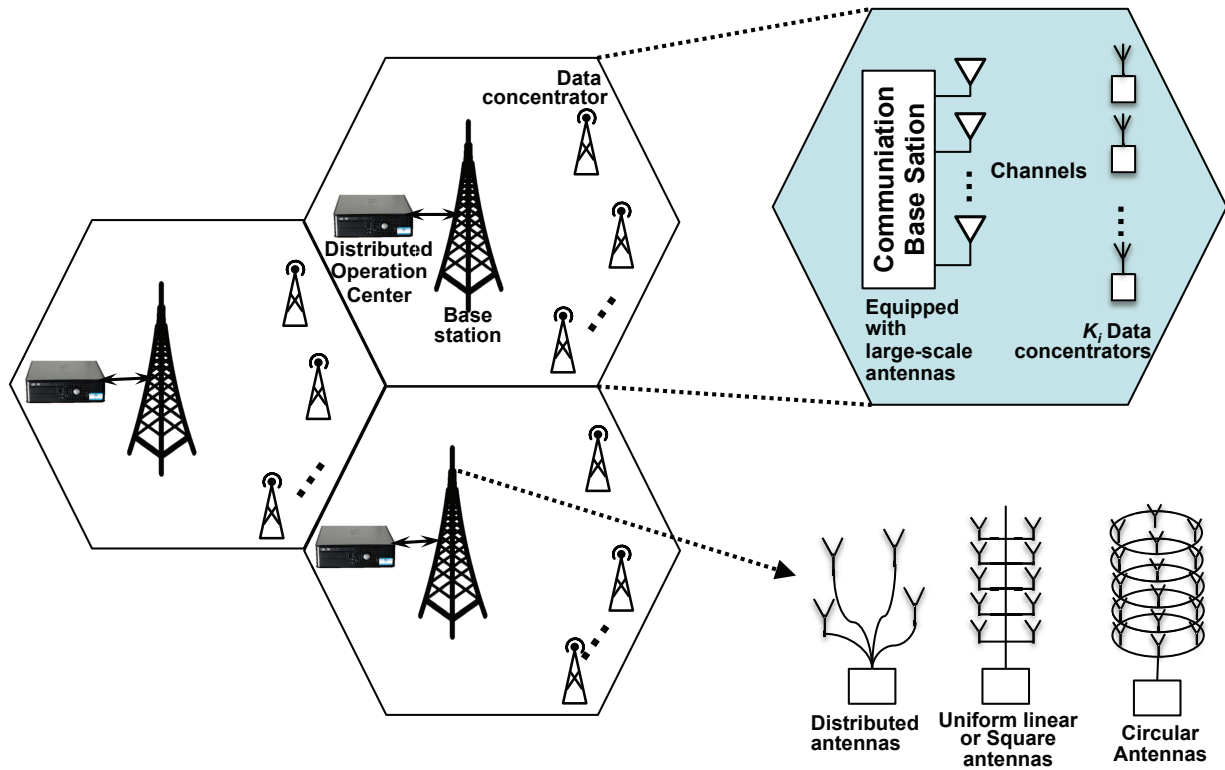 Data
concentrator
Distributed
Operation
Center
Base
station
Communiation
Base Sation
Channels
Equipped
with
large-scale
antennas
K_i Data
concentrators
Distributed
antennas
Uniform linear
or Square
antennas
Circular
Antennas